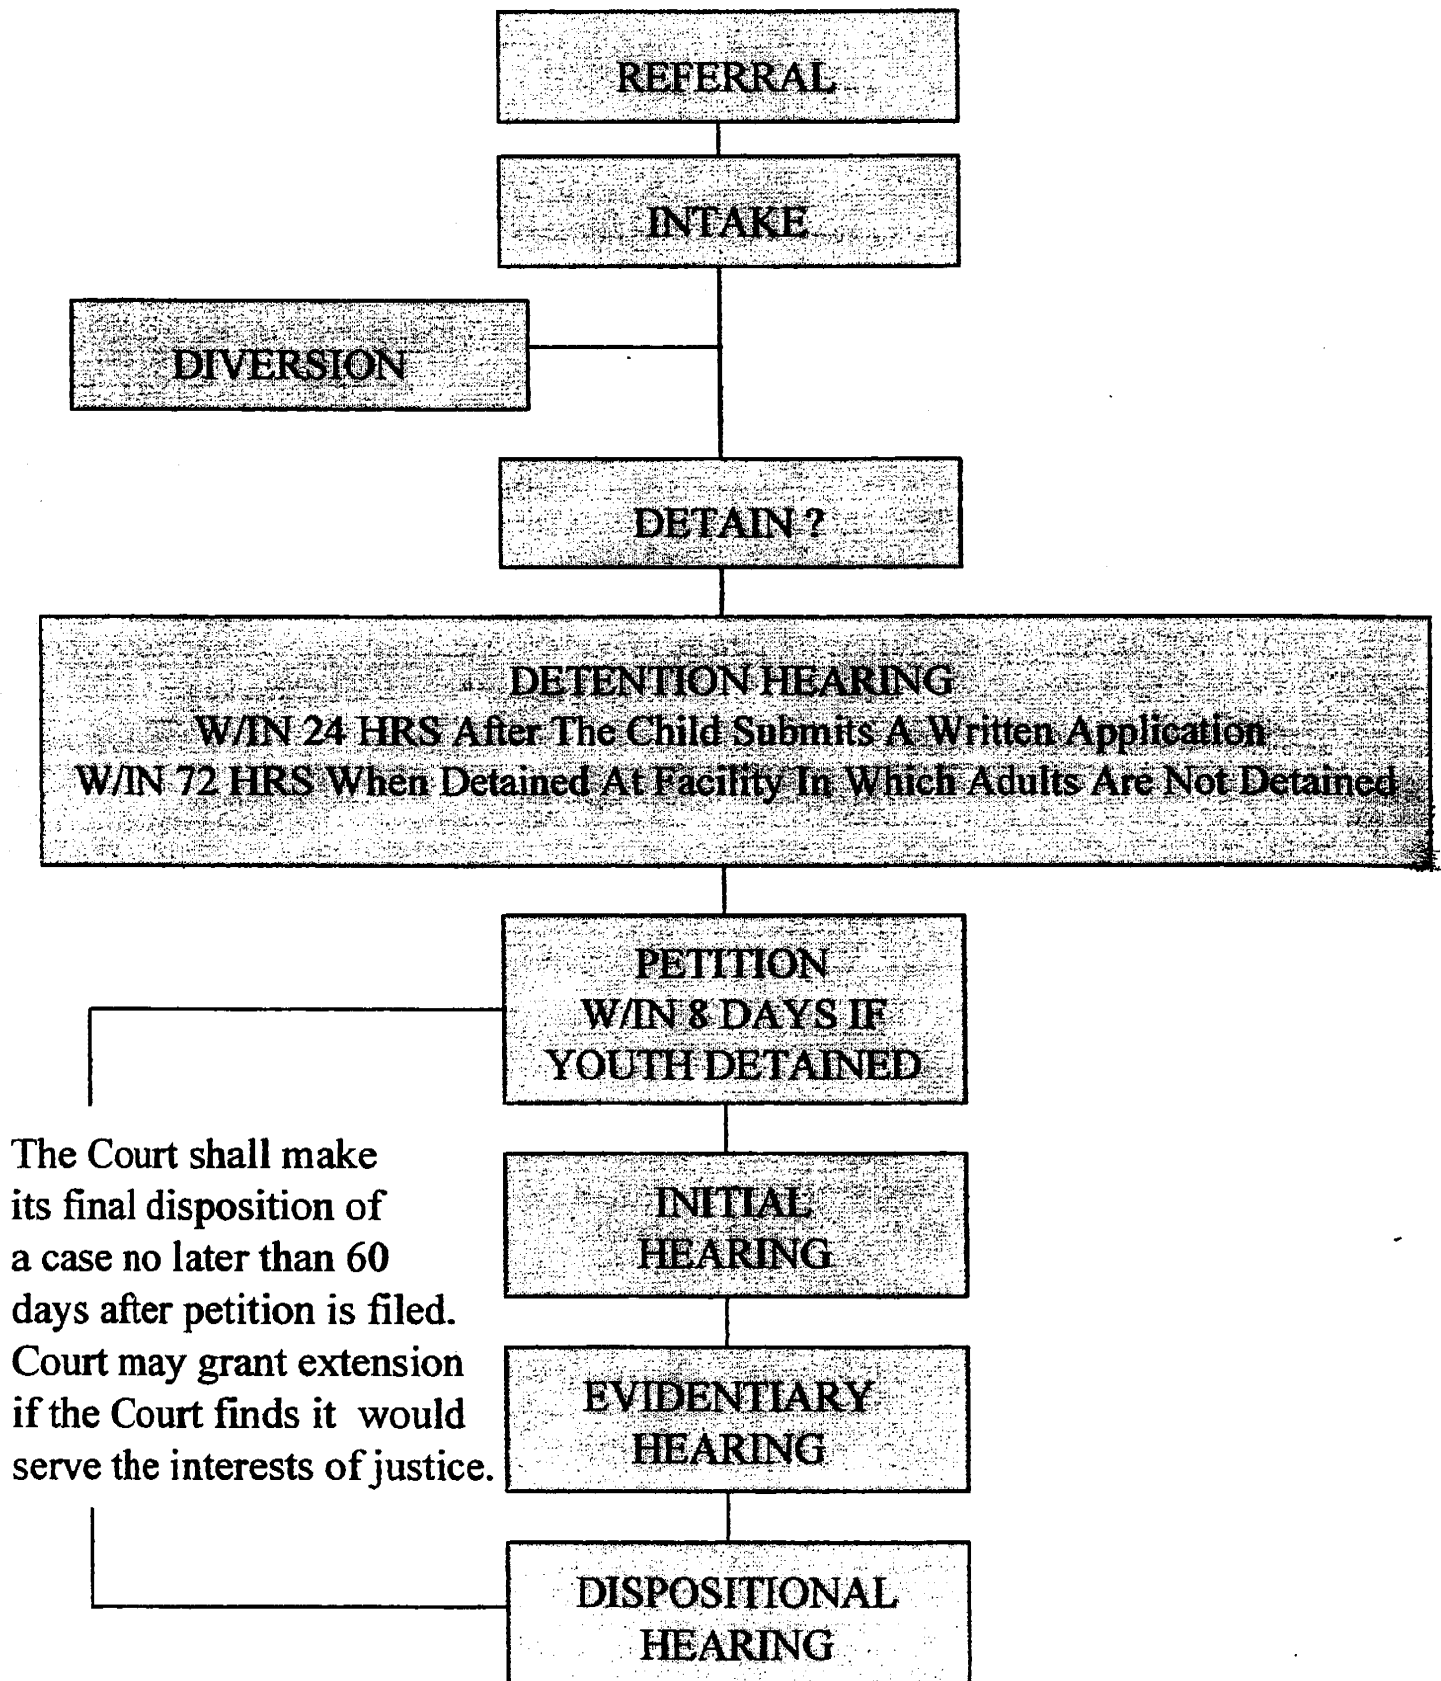 REFERRAL
INTAKE
DIVERSION
DETAIN ?
DETENTION HEARING
W/IN 24 HRS After The Child Submits A Written Application
W/IN 72 HRS When Detained At Facility In Which Adults Are Not Detained
PETITION
W/IN 8 DAYS IF
YOUTH DETAINED
The Court shall make
its final disposition of
a case no later than 60
days after petition is filed.
Court may grant extension
if the Court finds it would
serve the interests of justice.
INITIAL
HEARING
EVIDENTIARY
HEARING
DISPOSITIONAL
HEARING